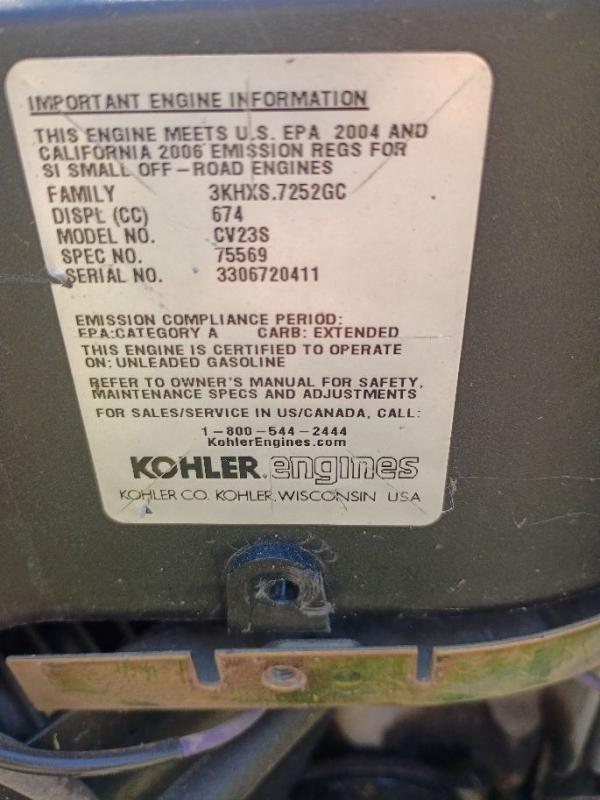 IMPORTANT ENGINE INFORMATION
THIS ENGINE MEETS U.S. EPA 2004 AND
CALIFORNIA 2006 EMISSION REGS FOR
SI SMALL OFF-ROAD ENGINES
FAMILY 3KHXS.7252GC
DISPL (CC) 674
MODEL NO. CV23S
SPEC NO. 75569
SERIAL NO. 3306720411
EMISSION COMPLIANCE PERIOD:
EPA:CATEGORY A CARB: EXTENDED
THIS ENGINE IS CERTIFIED TO OPERATE
ON: UNLEADED GASOLINE
REFER TO OWNER'S MANUAL FOR SAFETY,
MAINTENANCE SPECS AND ADJUSTMENTS
FOR SALES/SERVICE IN US/CANADA, CALL:
1-800-544-2444
KohlerEngines.com
KOHLER engines
KOHLER CO. KOHLER, WISCONSIN USA